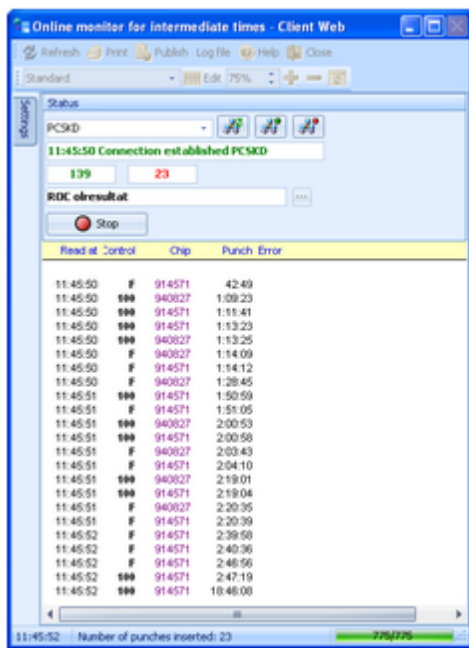 Online monitor for intermediate times - Client Web
Refresh Print Publish Log file Help Close
Standard Edit 75%
Settings
Status
PCSKD
11:45:50 Connection established PCSKD
139 23
ROC olresultat
Stop
Read at Control Chip Punch Error
11:45:50 F 914571 42:49
11:45:50 100 940827 1:09:23
11:45:50 100 914571 1:11:41
11:45:50 100 914571 1:13:23
11:45:50 100 940827 1:13:25
11:45:50 F 940827 1:14:09
11:45:50 F 914571 1:14:12
11:45:50 F 940827 1:28:45
11:45:51 100 914571 1:50:59
11:45:51 F 914571 1:51:05
11:45:51 100 940827 2:00:53
11:45:51 100 914571 2:00:58
11:45:51 F 940827 2:03:43
11:45:51 F 914571 2:04:10
11:45:51 100 940827 2:19:01
11:45:51 100 914571 2:19:04
11:45:51 F 940827 2:20:35
11:45:51 F 914571 2:20:39
11:45:52 F 914571 2:39:58
11:45:52 F 914571 2:40:36
11:45:52 F 914571 2:46:56
11:45:52 100 914571 2:47:19
11:45:52 100 914571 18:46:08
11:45:52 Number of punches inserted: 23 775/775